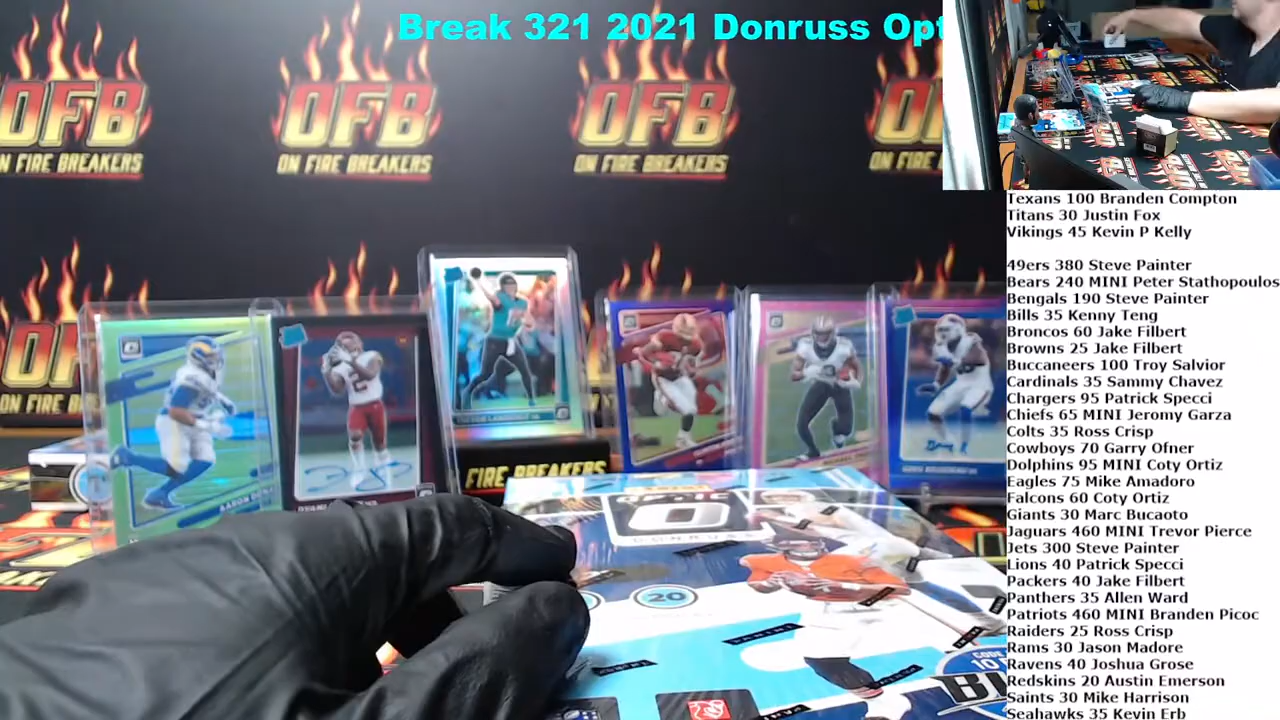 Break 321 2021 Donruss Opt
OFB
ON FIRE BREAKERS
OFB
ON FIRE BREAKERS
OFB
ON FIRE BREAKERS
ON FIRE
Texans 100 Branden Compton
Titans 30 Justin Fox
Vikings 45 Kevin P Kelly
49ers 380 Steve Painter
Bears 240 MINI Peter Stathopoulos
Bengals 190 Steve Painter
Bills 35 Kenny Teng
Broncos 60 Jake Filbert
Browns 25 Jake Filbert
Buccaneers 100 Troy Salvior
Cardinals 35 Sammy Chavez
Chargers 95 Patrick Specci
Chiefs 65 MINI Jeromy Garza
Colts 35 Ross Crisp
Cowboys 70 Garry Ofner
Dolphins 95 MINI Coty Ortiz
Eagles 75 Mike Amadoro
Falcons 60 Coty Ortiz
Giants 30 Marc Bucaoto
Jaguars 460 MINI Trevor Pierce
Jets 300 Steve Painter
Lions 40 Patrick Specci
Packers 40 Jake Filbert
Panthers 35 Allen Ward
Patriots 460 MINI Branden Picoc
Raiders 25 Ross Crisp
Rams 30 Jason Madore
Ravens 40 Joshua Grose
Redskins 20 Austin Emerson
Saints 30 Mike Harrison
Seahawks 35 Kevin Erb
FIRE BREAKERS
AARON
OPTIC
DONRUSS
20
PANINI